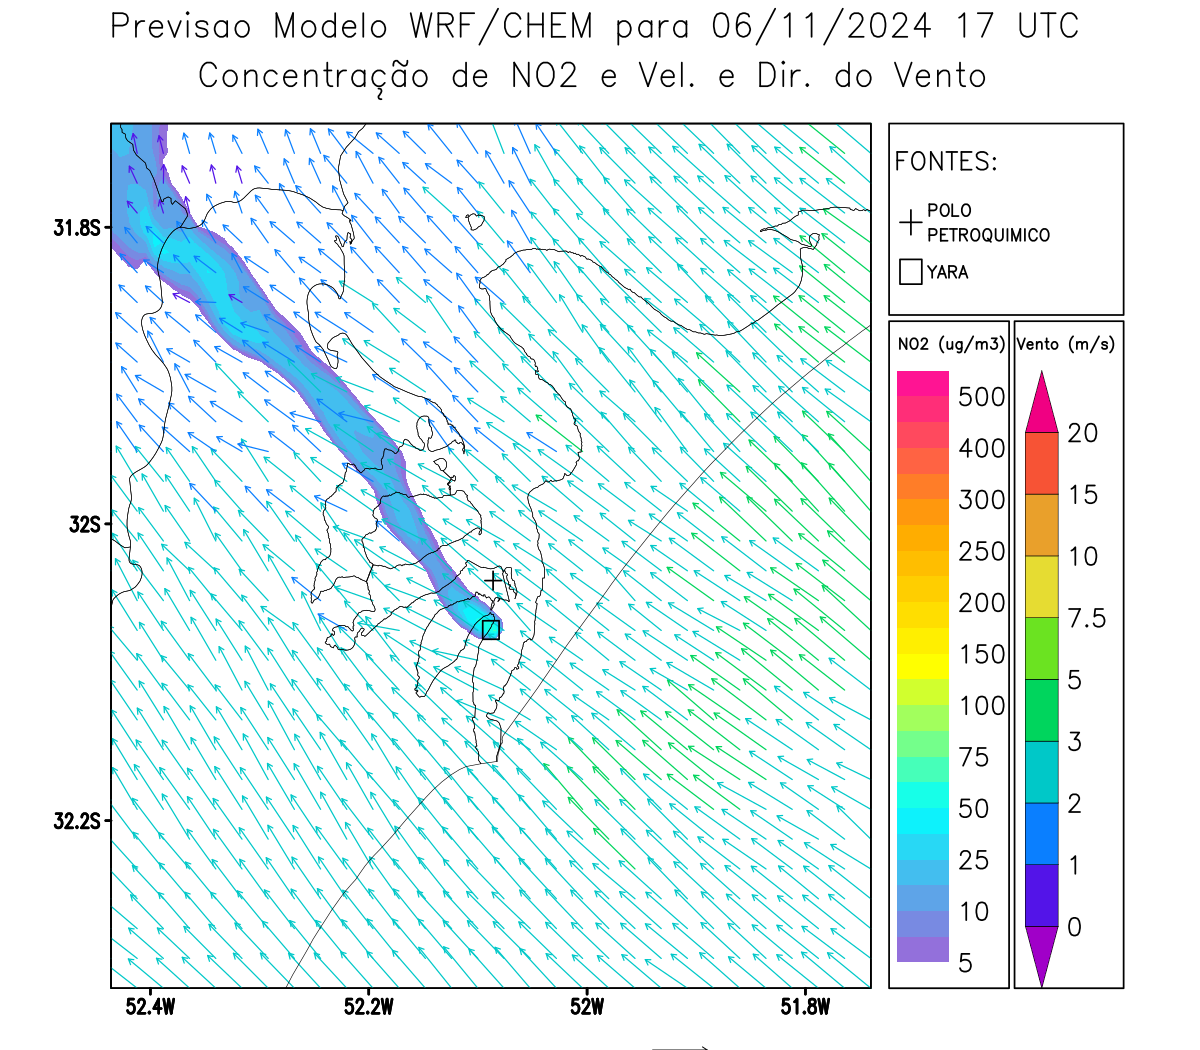 Previsao Modelo WRF/CHEM para 06/11/2024 17 UTC
Concentração de NO2 e Vel. e Dir. do Vento
FONTES:
POLO
PETROQUIMICO
YARA
NO2 (ug/m3)
500
400
300
250
200
150
100
75
50
25
10
5
Vento (m/s)
20
15
10
7.5
5
3
2
1
0
31.8S
32S
32.2S
52.4W 52.2W 52W 51.8W